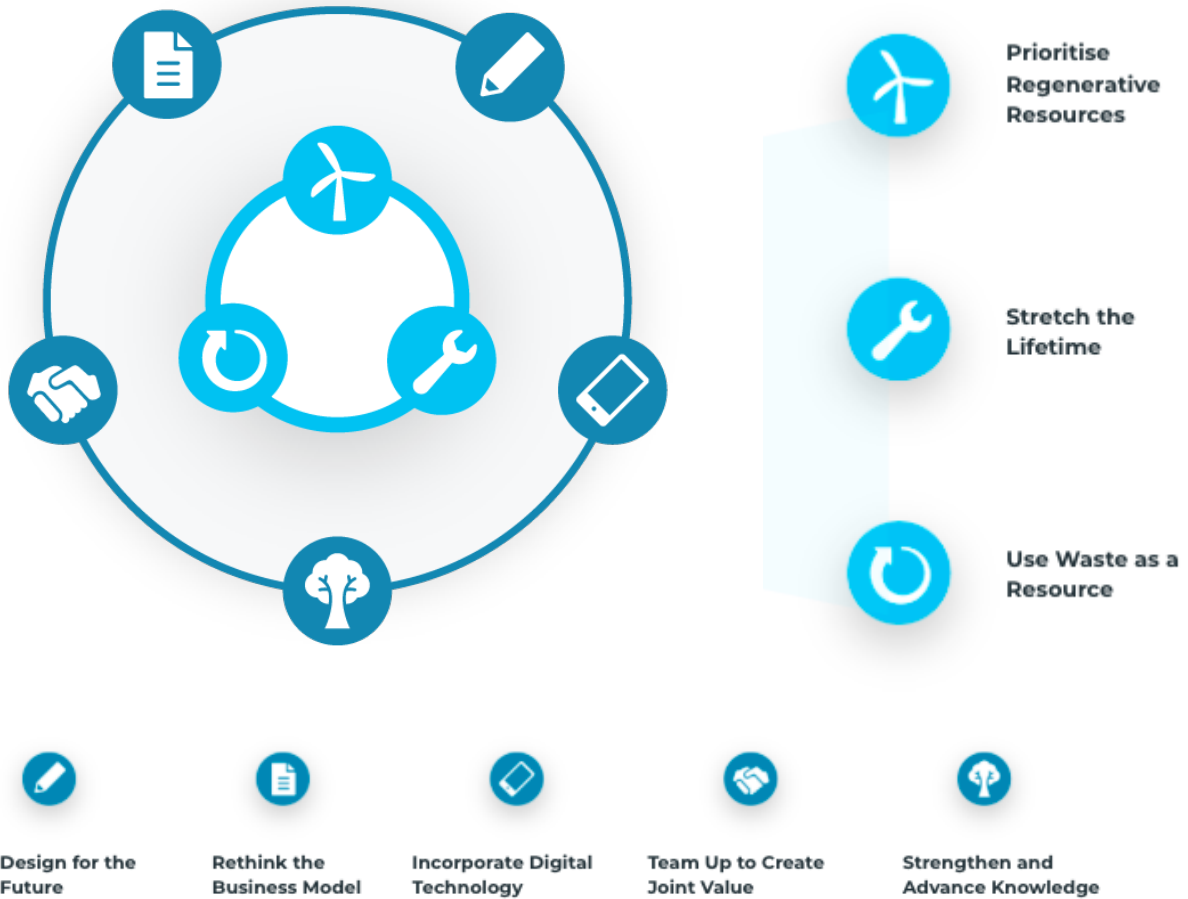 Prioritise
Regenerative
Resources
Stretch the
Lifetime
Use Waste as a
Resource
Design for the
Future
Rethink the
Business Model
Incorporate Digital
Technology
Team Up to Create
Joint Value
Strengthen and
Advance Knowledge